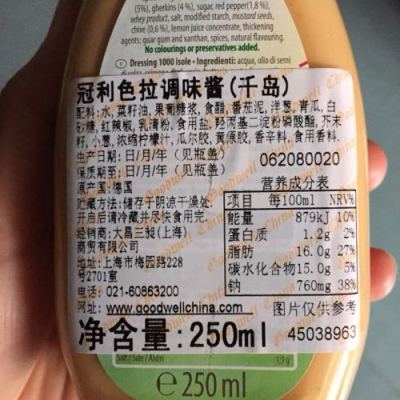 (5%), gherkins (4 %), sugar, red pepper (1,8 %),
whey product, salt, modified starch, mustard seeds,
chive (0,6 %), lemon juice concentrate, thickening
agents: guar gum and xanthan, spices, natural flavouring.
No colourings or preservatives added.
Dressing 1000 Isole • Ingredienti: acqua, olio di semi
冠利色拉调味酱(千岛)
配料:水,菜籽油,果葡糖浆,食醋,番茄泥,洋葱,青瓜,白
砂糖,红辣椒,乳清粉,食用盐,羟丙基二淀粉磷酸酯,芥末
籽,小葱,浓缩柠檬汁,瓜尔胶,黄原胶,香辛料,食用香料.
生产日期:日/月/年(见瓶盖)
保质日期:日/月/年(见瓶盖)
062080020
原产国:德国
贮藏方法:储存于阴凉干燥处.
开启后请冷藏并尽快食用完.
经销商:大昌三昶(上海)
商贸有限公司
地址:上海市梅园路228
号2701室
电话:021-60863200
网址:www.goodwellchina.com
营养成分表
项目 每100ml NRV%
能量 879kJ 10%
蛋白质 1.2g 2%
脂肪 16.0g 27%
碳水化合物 15.0g 5%
钠 760mg 38%
图片仅供参考
净含量:250ml
45038963
Salt / Sale / Αλάτι 1,9 g
e 250 ml